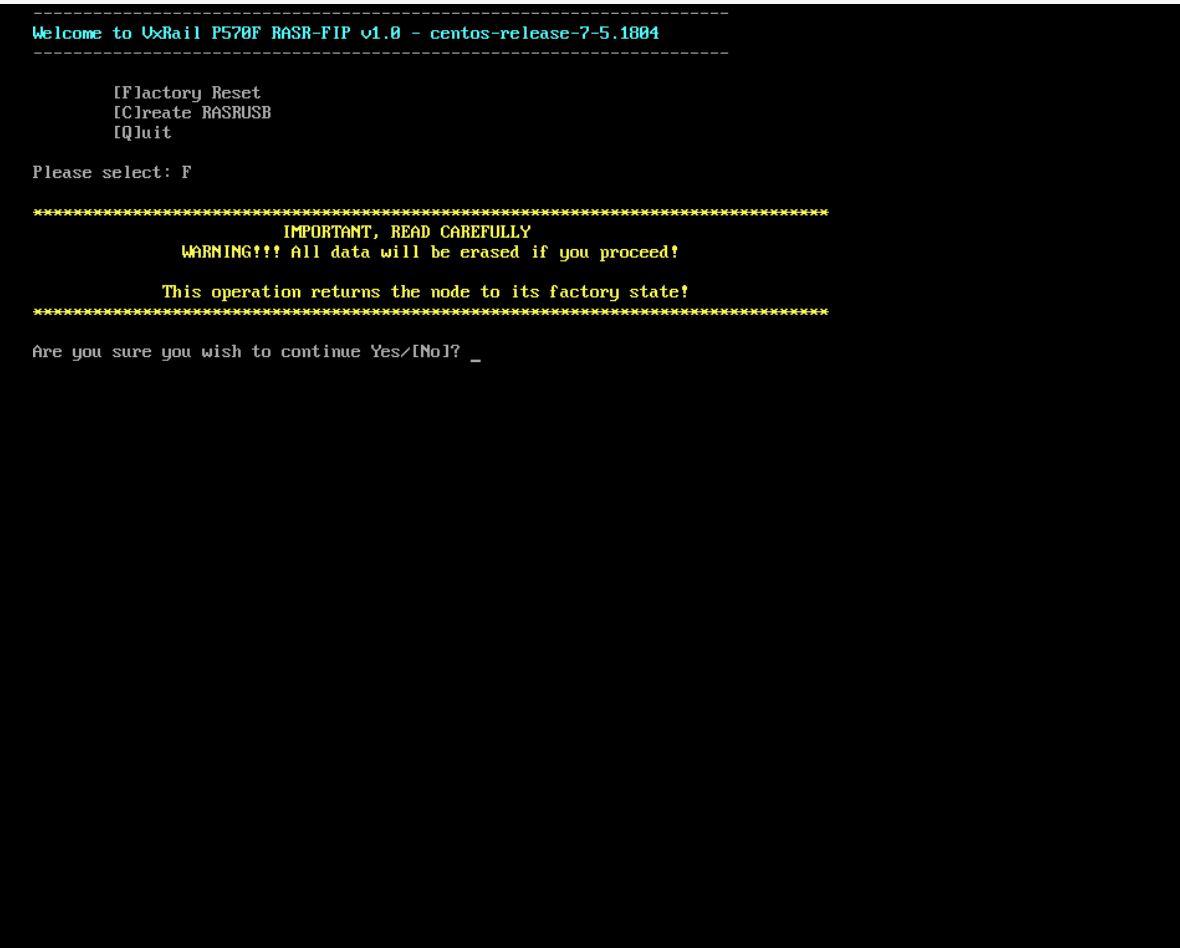 ----------------------------------------------------------------------
Welcome to VxRail P570F RASR-FIP v1.0 - centos-release-7-5.1804
----------------------------------------------------------------------
[F]actory Reset
[C]reate RASRUSB
[Q]uit
Please select: F
********************************************************************************
IMPORTANT, READ CAREFULLY
WARNING!!! All data will be erased if you proceed!
This operation returns the node to its factory state!
********************************************************************************
Are you sure you wish to continue Yes/[No]? _